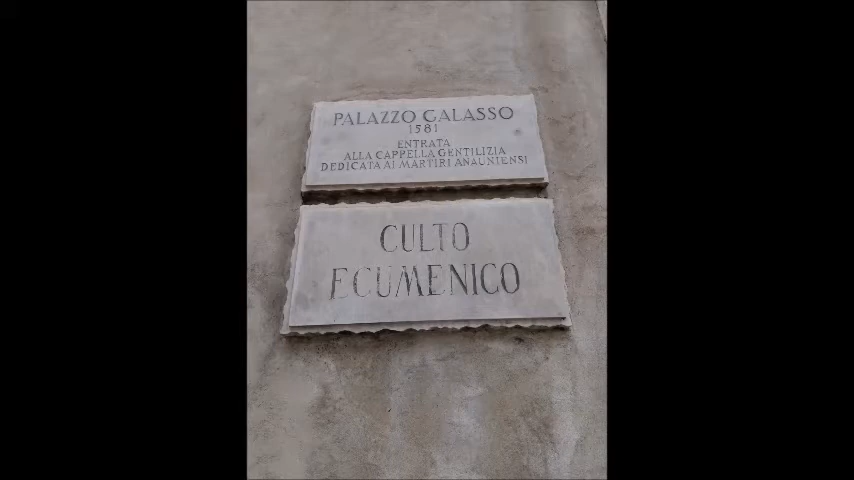 PALAZZO GALASSO
1581
ENTRATA
ALLA CAPPELLA GENTILIZIA
DEDICATA AI MARTIRI ANAUNIENSI
CULTO
ECUMENICO